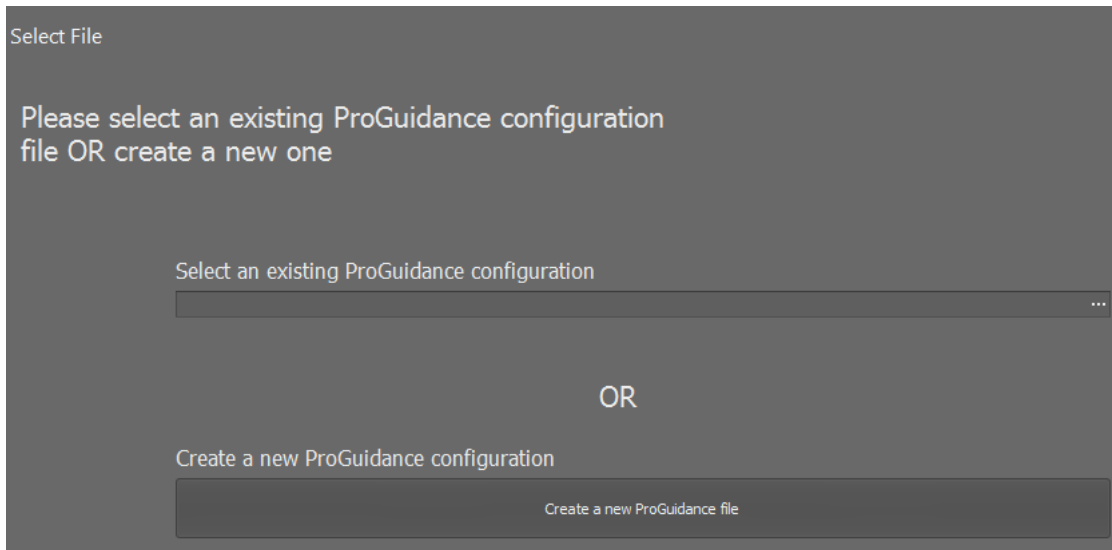 Select File
Please select an existing ProGuidance configuration
file OR create a new one
Select an existing ProGuidance configuration
...
OR
Create a new ProGuidance configuration
Create a new ProGuidance file